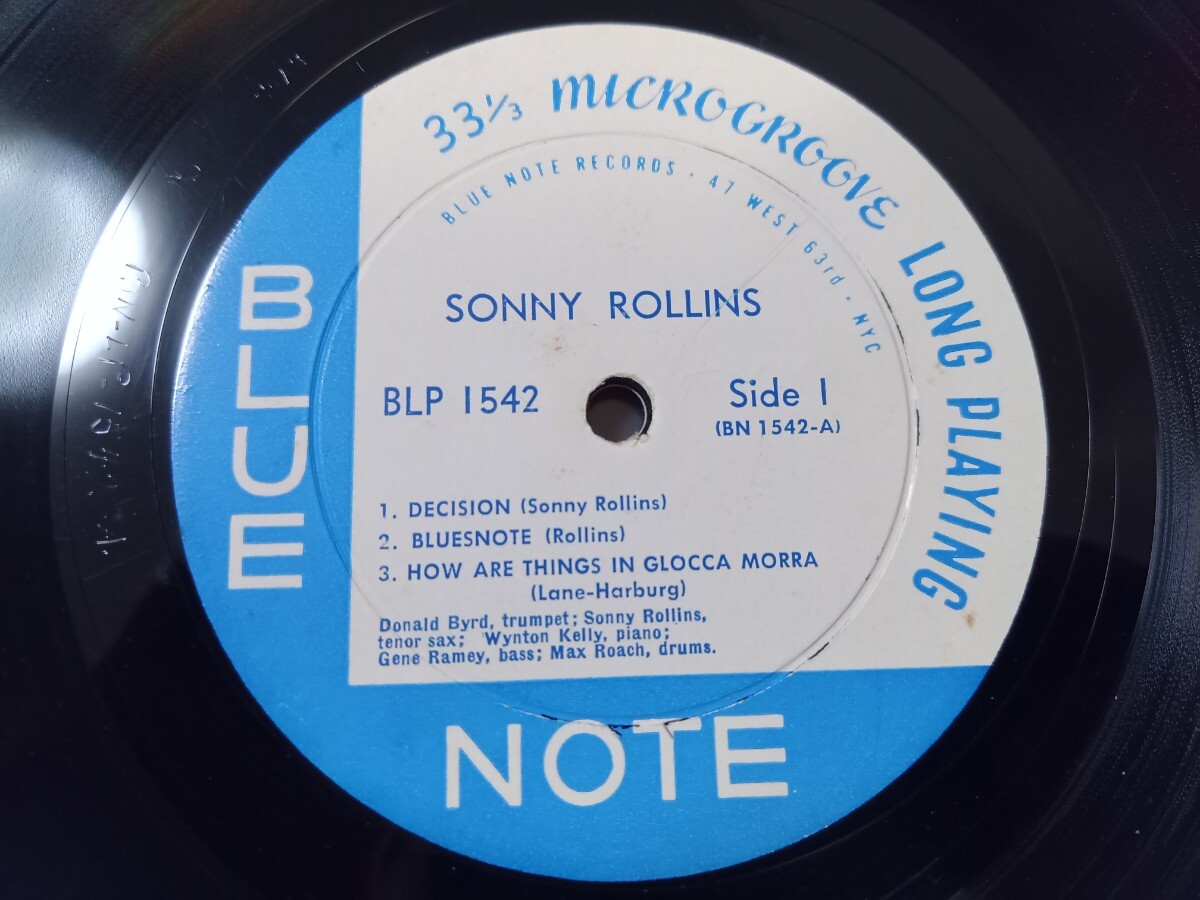 33⅓ MICROGROOVE LONG PLAYING
BLUE NOTE RECORDS · 47 WEST 63rd · NYC
SONNY ROLLINS
BLP 1542
Side 1
(BN 1542-A)
1. DECISION (Sonny Rollins)
2. BLUESNOTE (Rollins)
3. HOW ARE THINGS IN GLOCCA MORRA
(Lane-Harburg)
Donald Byrd, trumpet; Sonny Rollins,
tenor sax; Wynton Kelly, piano;
Gene Ramey, bass; Max Roach, drums.
BLUE
NOTE